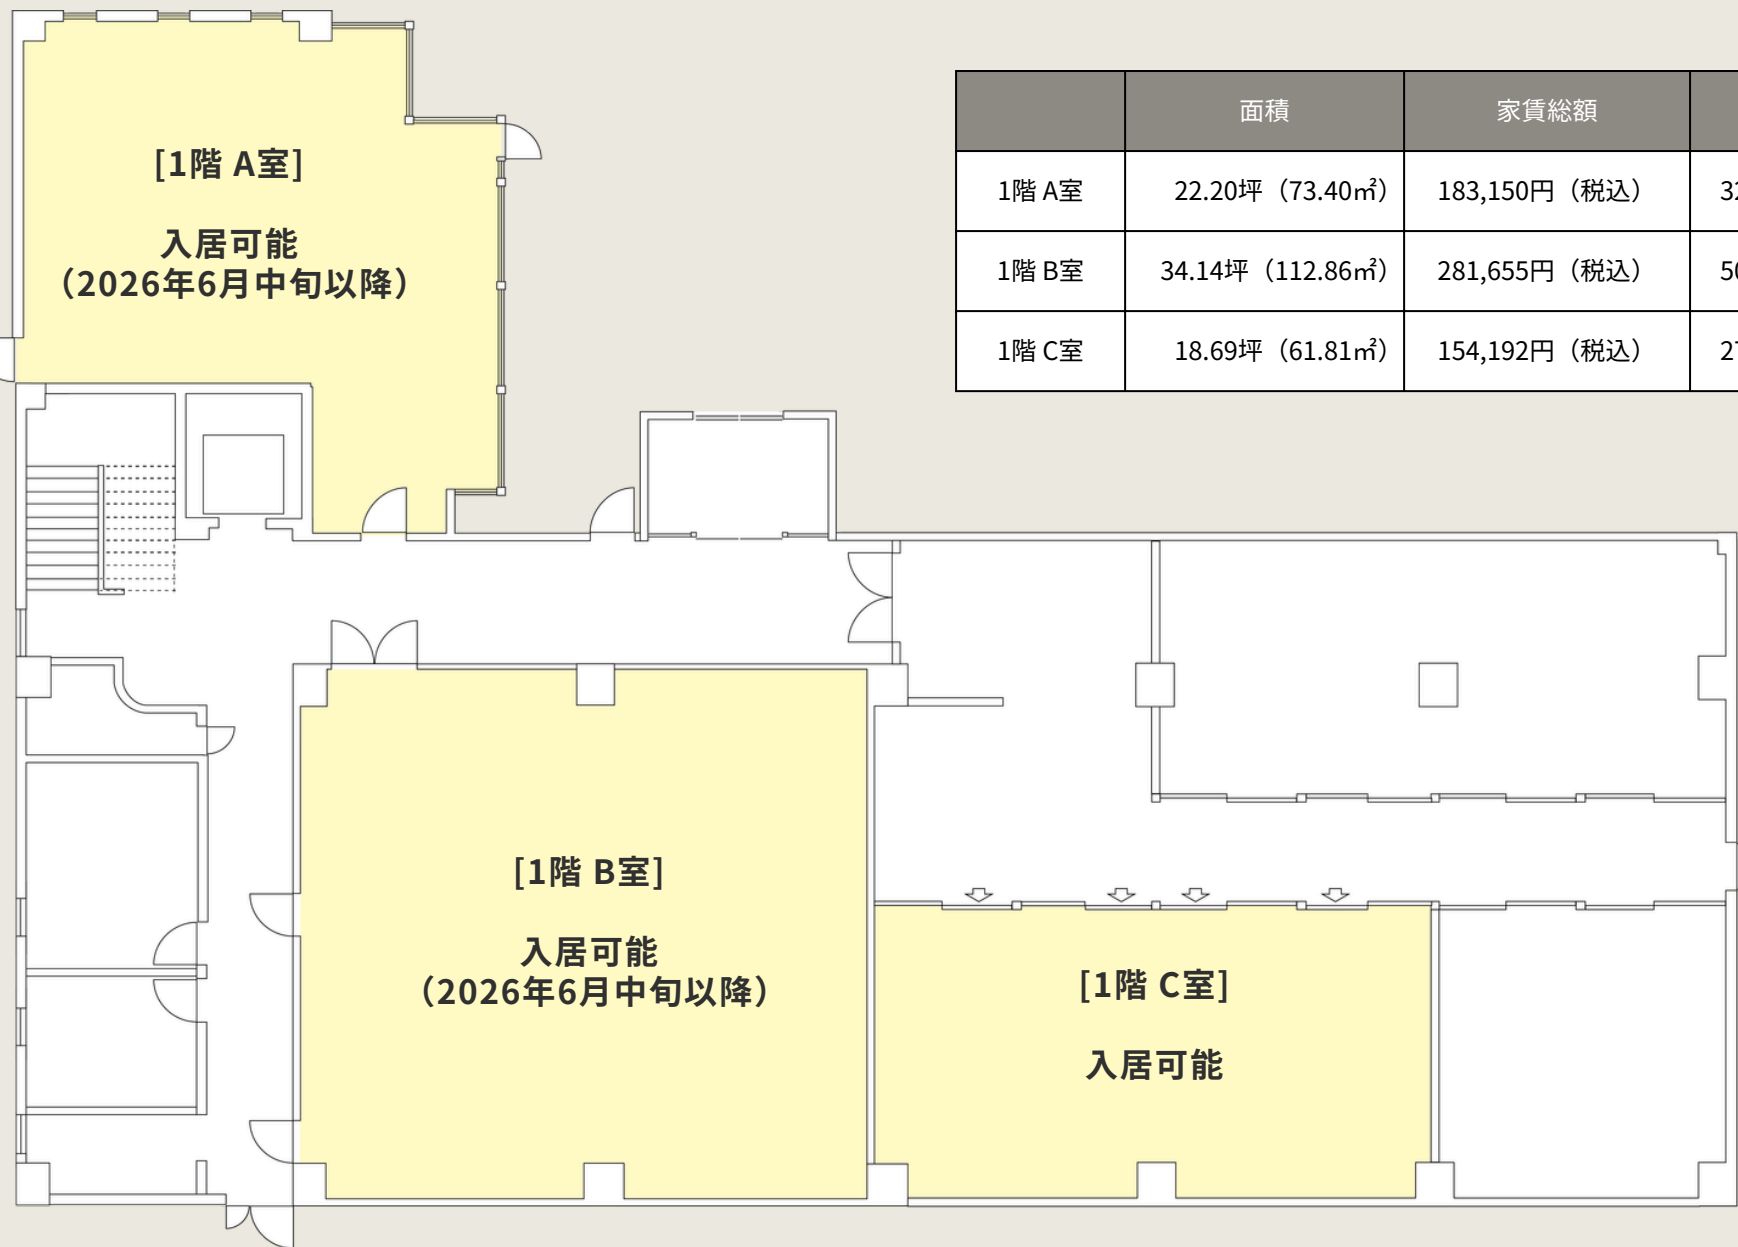 [1階 A室]
入居可能
（2026年6月中旬以降）
面積 家賃総額
1階 A室 22.20坪（73.40㎡） 183,150円（税込） 32
1階 B室 34.14坪（112.86㎡） 281,655円（税込） 50
1階 C室 18.69坪（61.81㎡） 154,192円（税込） 27
[1階 B室]
入居可能
（2026年6月中旬以降）
[1階 C室]
入居可能